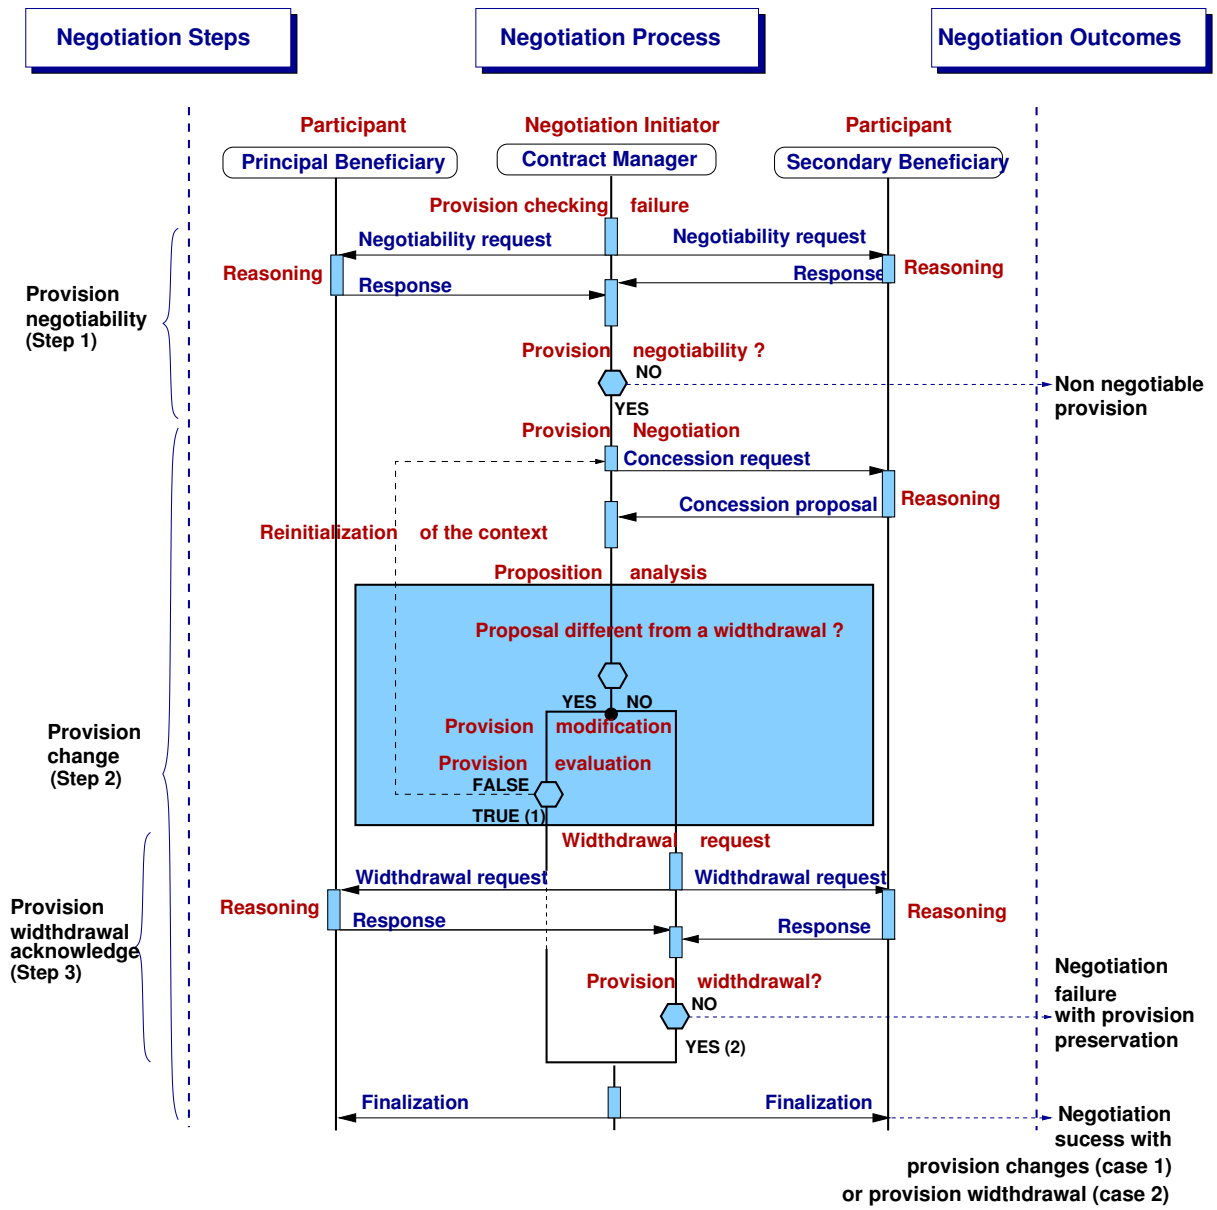 Negotiation Steps
Negotiation Process
Negotiation Outcomes
Participant
Negotiation Initiator
Participant
Principal Beneficiary
Contract Manager
Secondary Beneficiary
Provision checking failure
Negotiability request
Negotiability request
Reasoning
Response
Response
Reasoning
Provision
negotiability
(Step 1)
Provision negotiability ?
NO
YES
Non negotiable
provision
Provision Negotiation
Concession request
Concession proposal
Reasoning
Reinitialization of the context
Proposition analysis
Proposal different from a widthdrawal ?
YES
NO
Provision modification
Provision evaluation
FALSE
TRUE (1)
Provision
change
(Step 2)
Widthdrawal request
Widthdrawal request
Widthdrawal request
Reasoning
Response
Response
Reasoning
Provision
widthdrawal
acknowledge
(Step 3)
Provision widthdrawal?
NO
YES (2)
Negotiation
failure
with provision
preservation
Finalization
Finalization
Negotiation
sucess with
provision changes (case 1)
or provision widthdrawal (case 2)